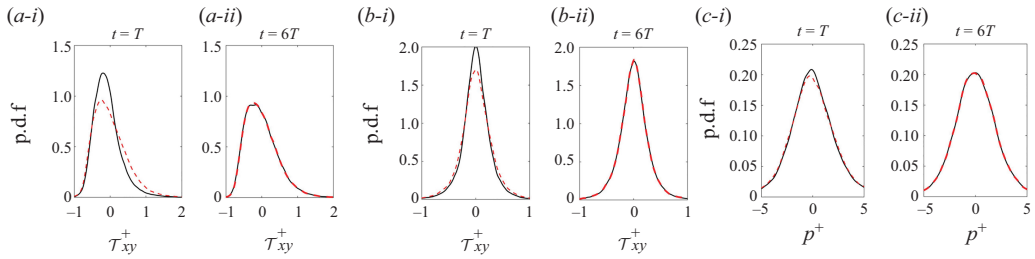 (a-i) (a-ii) (b-i) (b-ii) (c-i) (c-ii)
t = T t = 6T t = T t = 6T t = T t = 6T
p.d.f p.d.f p.d.f
1.5 1.5 2.0 2.0 0.25 0.25
1.0 1.0 1.5 1.5 0.20 0.20
0.5 0.5 1.0 1.0 0.15 0.15
0 0 0.5 0.5 0.10 0.10
0 0 0.05 0.05
0 0
−1 0 1 2 −1 0 1 2 −1 0 1 −1 0 1 −5 0 5 −5 0 5
𝒯⁺xy 𝒯⁺xy 𝒯⁺xy 𝒯⁺xy p⁺ p⁺